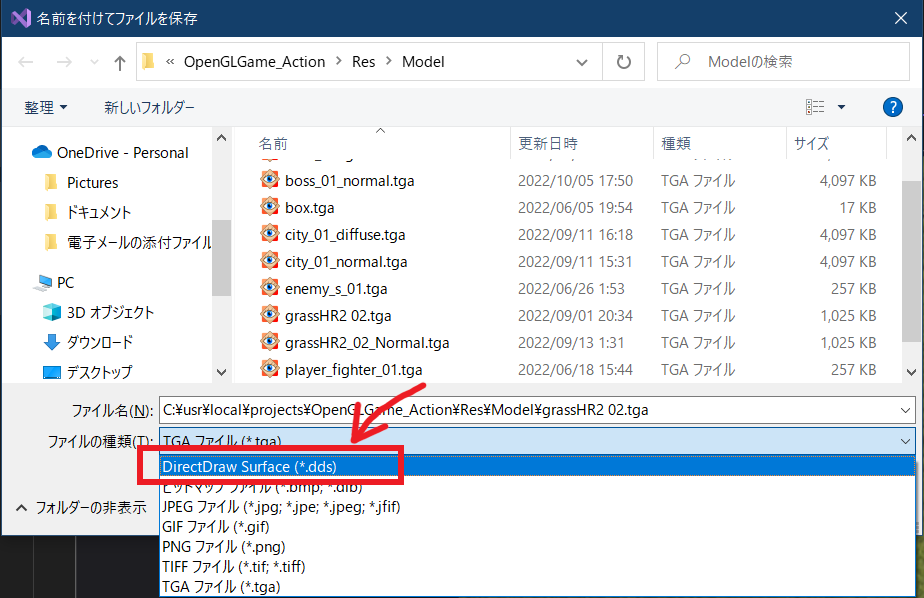 名前を付けてファイルを保存
« OpenGLGame_Action > Res > Model
Modelの検索
整理
新しいフォルダー
OneDrive - Personal
Pictures
ドキュメント
電子メールの添付ファイル
PC
3D オブジェクト
ダウンロード
デスクトップ
名前 更新日時 種類 サイズ
boss_01_normal.tga 2022/10/05 17:50 TGA ファイル 4,097 KB
box.tga 2022/06/05 19:54 TGA ファイル 17 KB
city_01_diffuse.tga 2022/09/11 16:18 TGA ファイル 4,097 KB
city_01_normal.tga 2022/09/11 15:31 TGA ファイル 4,097 KB
enemy_s_01.tga 2022/06/26 1:53 TGA ファイル 257 KB
grassHR2 02.tga 2022/09/01 20:34 TGA ファイル 1,025 KB
grassHR2_02_Normal.tga 2022/09/13 1:31 TGA ファイル 1,025 KB
player_fighter_01.tga 2022/06/18 15:44 TGA ファイル 257 KB
ファイル名(N): C:¥usr¥local¥projects¥OpenGLGame_Action¥Res¥Model¥grassHR2 02.tga
ファイルの種類(T): TGA ファイル (*.tga)
DirectDraw Surface (*.dds)
ビットマップ ファイル (*.bmp; *.dib)
JPEG ファイル (*.jpg; *.jpe; *.jpeg; *.jfif)
GIF ファイル (*.gif)
PNG ファイル (*.png)
TIFF ファイル (*.tif; *.tiff)
TGA ファイル (*.tga)
フォルダーの非表示